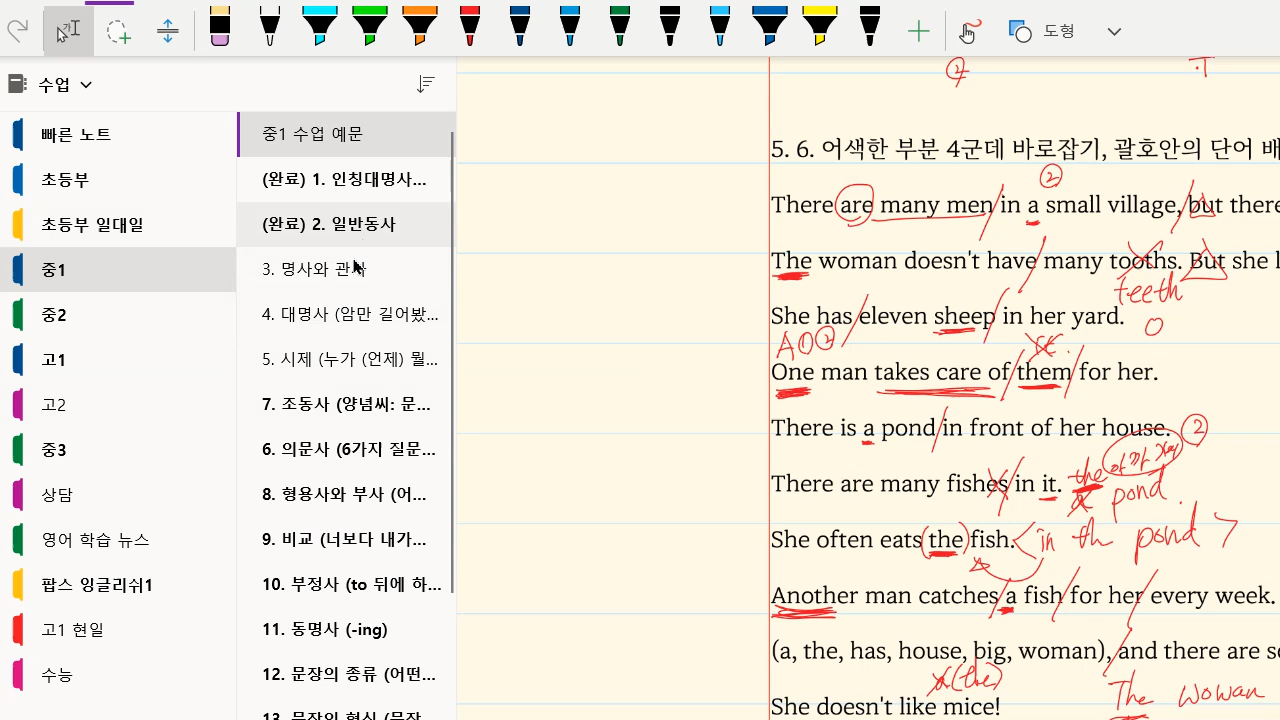 도형
수업
빠른 노트
초등부
초등부 일대일
중1
중2
고1
고2
중3
상담
영어 학습 뉴스
팝스 잉글리쉬1
고1 현일
수능
중1 수업 예문
(완료) 1. 인칭대명사...
(완료) 2. 일반동사
3. 명사와 관사
4. 대명사 (암만 길어봤...
5. 시제 (누가 (언제) 뭘...
7. 조동사 (양념씨: 문...
6. 의문사 (6가지 질문...
8. 형용사와 부사 (어...
9. 비교 (너보다 내가...
10. 부정사 (to 뒤에 하...
11. 동명사 (-ing)
12. 문장의 종류 (어떤...
②
5. 6. 어색한 부분 4군데 바로잡기, 괄호안의 단어 배
②
There are many men in a small village, but there
The woman doesn't have many tooths. But she l
teeth
She has eleven sheep in her yard.
②
One man takes care of them for her.
There is a pond in front of her house. ②
There are many fishes in it. the
아까 pond
She often eats the fish. <in th pond>
Another man catches a fish for her every week.
(a, the, has, house, big, woman), and there are so
(the)
She doesn't like mice!
The woman